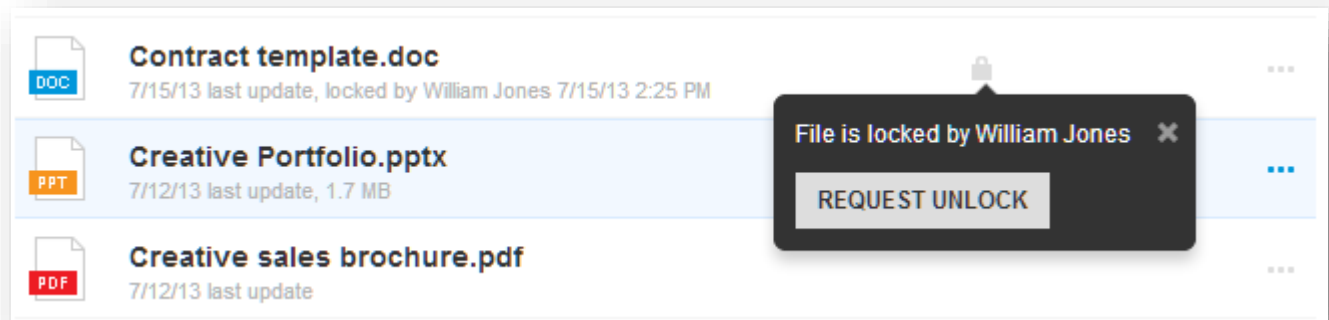 DOC
Contract template.doc
7/15/13 last update, locked by William Jones 7/15/13 2:25 PM
File is locked by William Jones
REQUEST UNLOCK
PPT
Creative Portfolio.pptx
7/12/13 last update, 1.7 MB
PDF
Creative sales brochure.pdf
7/12/13 last update